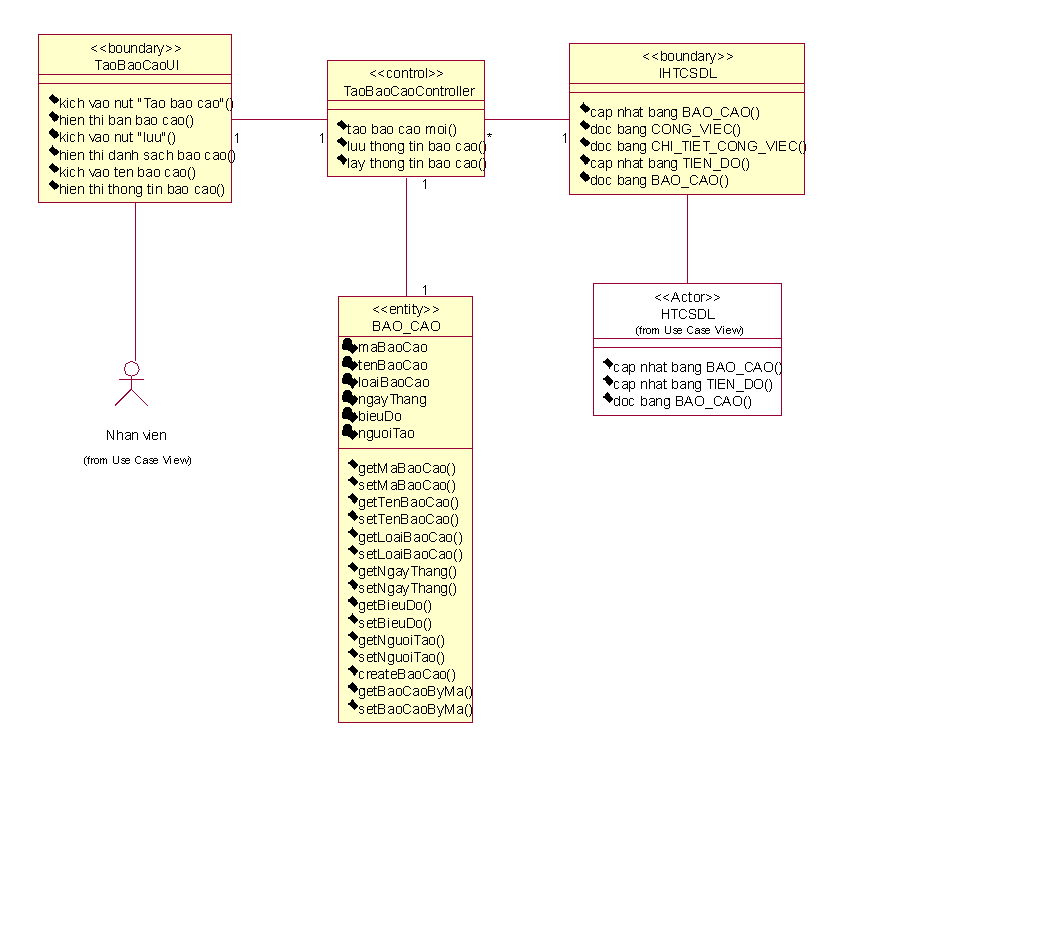 <<boundary>>
TaoBaoCaoUI
kich vao nut "Tao bao cao"()
hien thi ban bao cao()
kich vao nut "luu"()
hien thi danh sach bao cao()
kich vao ten bao cao()
hien thi thong tin bao cao()
1
1
<<control>>
TaoBaoCaoController
tao bao cao moi()
luu thong tin bao cao()
lay thong tin bao cao()
*
1
<<boundary>>
IHTCSDL
cap nhat bang BAO_CAO()
doc bang CONG_VIEC()
doc bang CHI_TIET_CONG_VIEC()
cap nhat bang TIEN_DO()
doc bang BAO_CAO()
1
1
<<entity>>
BAO_CAO
maBaoCao
tenBaoCao
loaiBaoCao
ngayThang
bieuDo
nguoiTao
getMaBaoCao()
setMaBaoCao()
getTenBaoCao()
setTenBaoCao()
getLoaiBaoCao()
setLoaiBaoCao()
getNgayThang()
setNgayThang()
getBieuDo()
setBieuDo()
getNguoiTao()
setNguoiTao()
createBaoCao()
getBaoCaoByMa()
setBaoCaoByMa()
<<Actor>>
HTCSDL
(from Use Case View)
cap nhat bang BAO_CAO()
cap nhat bang TIEN_DO()
doc bang BAO_CAO()
Nhan vien
(from Use Case View)